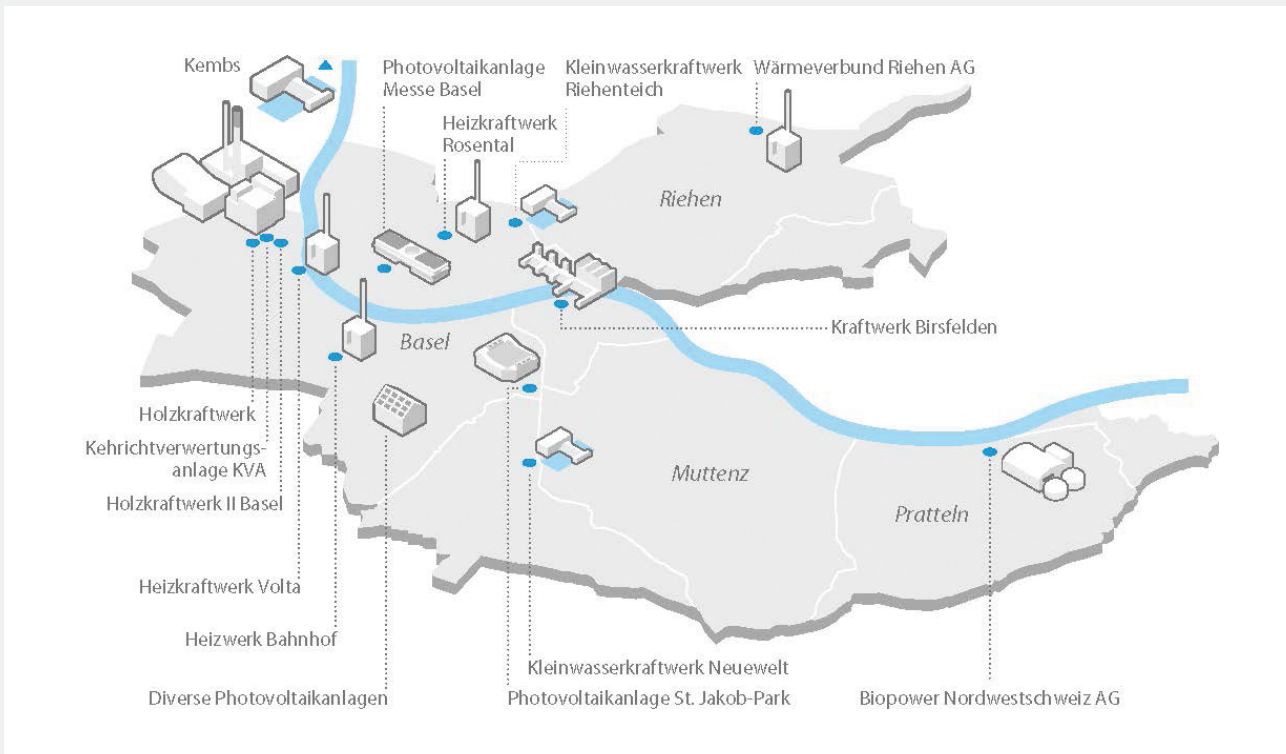 Kembs
Photovoltaikanlage
Messe Basel
Kleinwasserkraftwerk
Riehenteich
Wärmeverbund Riehen AG
Heizkraftwerk
Rosental
Riehen
Kraftwerk Birsfelden
Basel
Holzkraftwerk
Kehrichtverwertungs-
anlage KVA
Holzkraftwerk II Basel
Muttenz
Pratteln
Heizkraftwerk Volta
Heizwerk Bahnhof
Kleinwasserkraftwerk Neuewelt
Diverse Photovoltaikanlagen
Photovoltaikanlage St. Jakob-Park
Biopower Nordwestschweiz AG